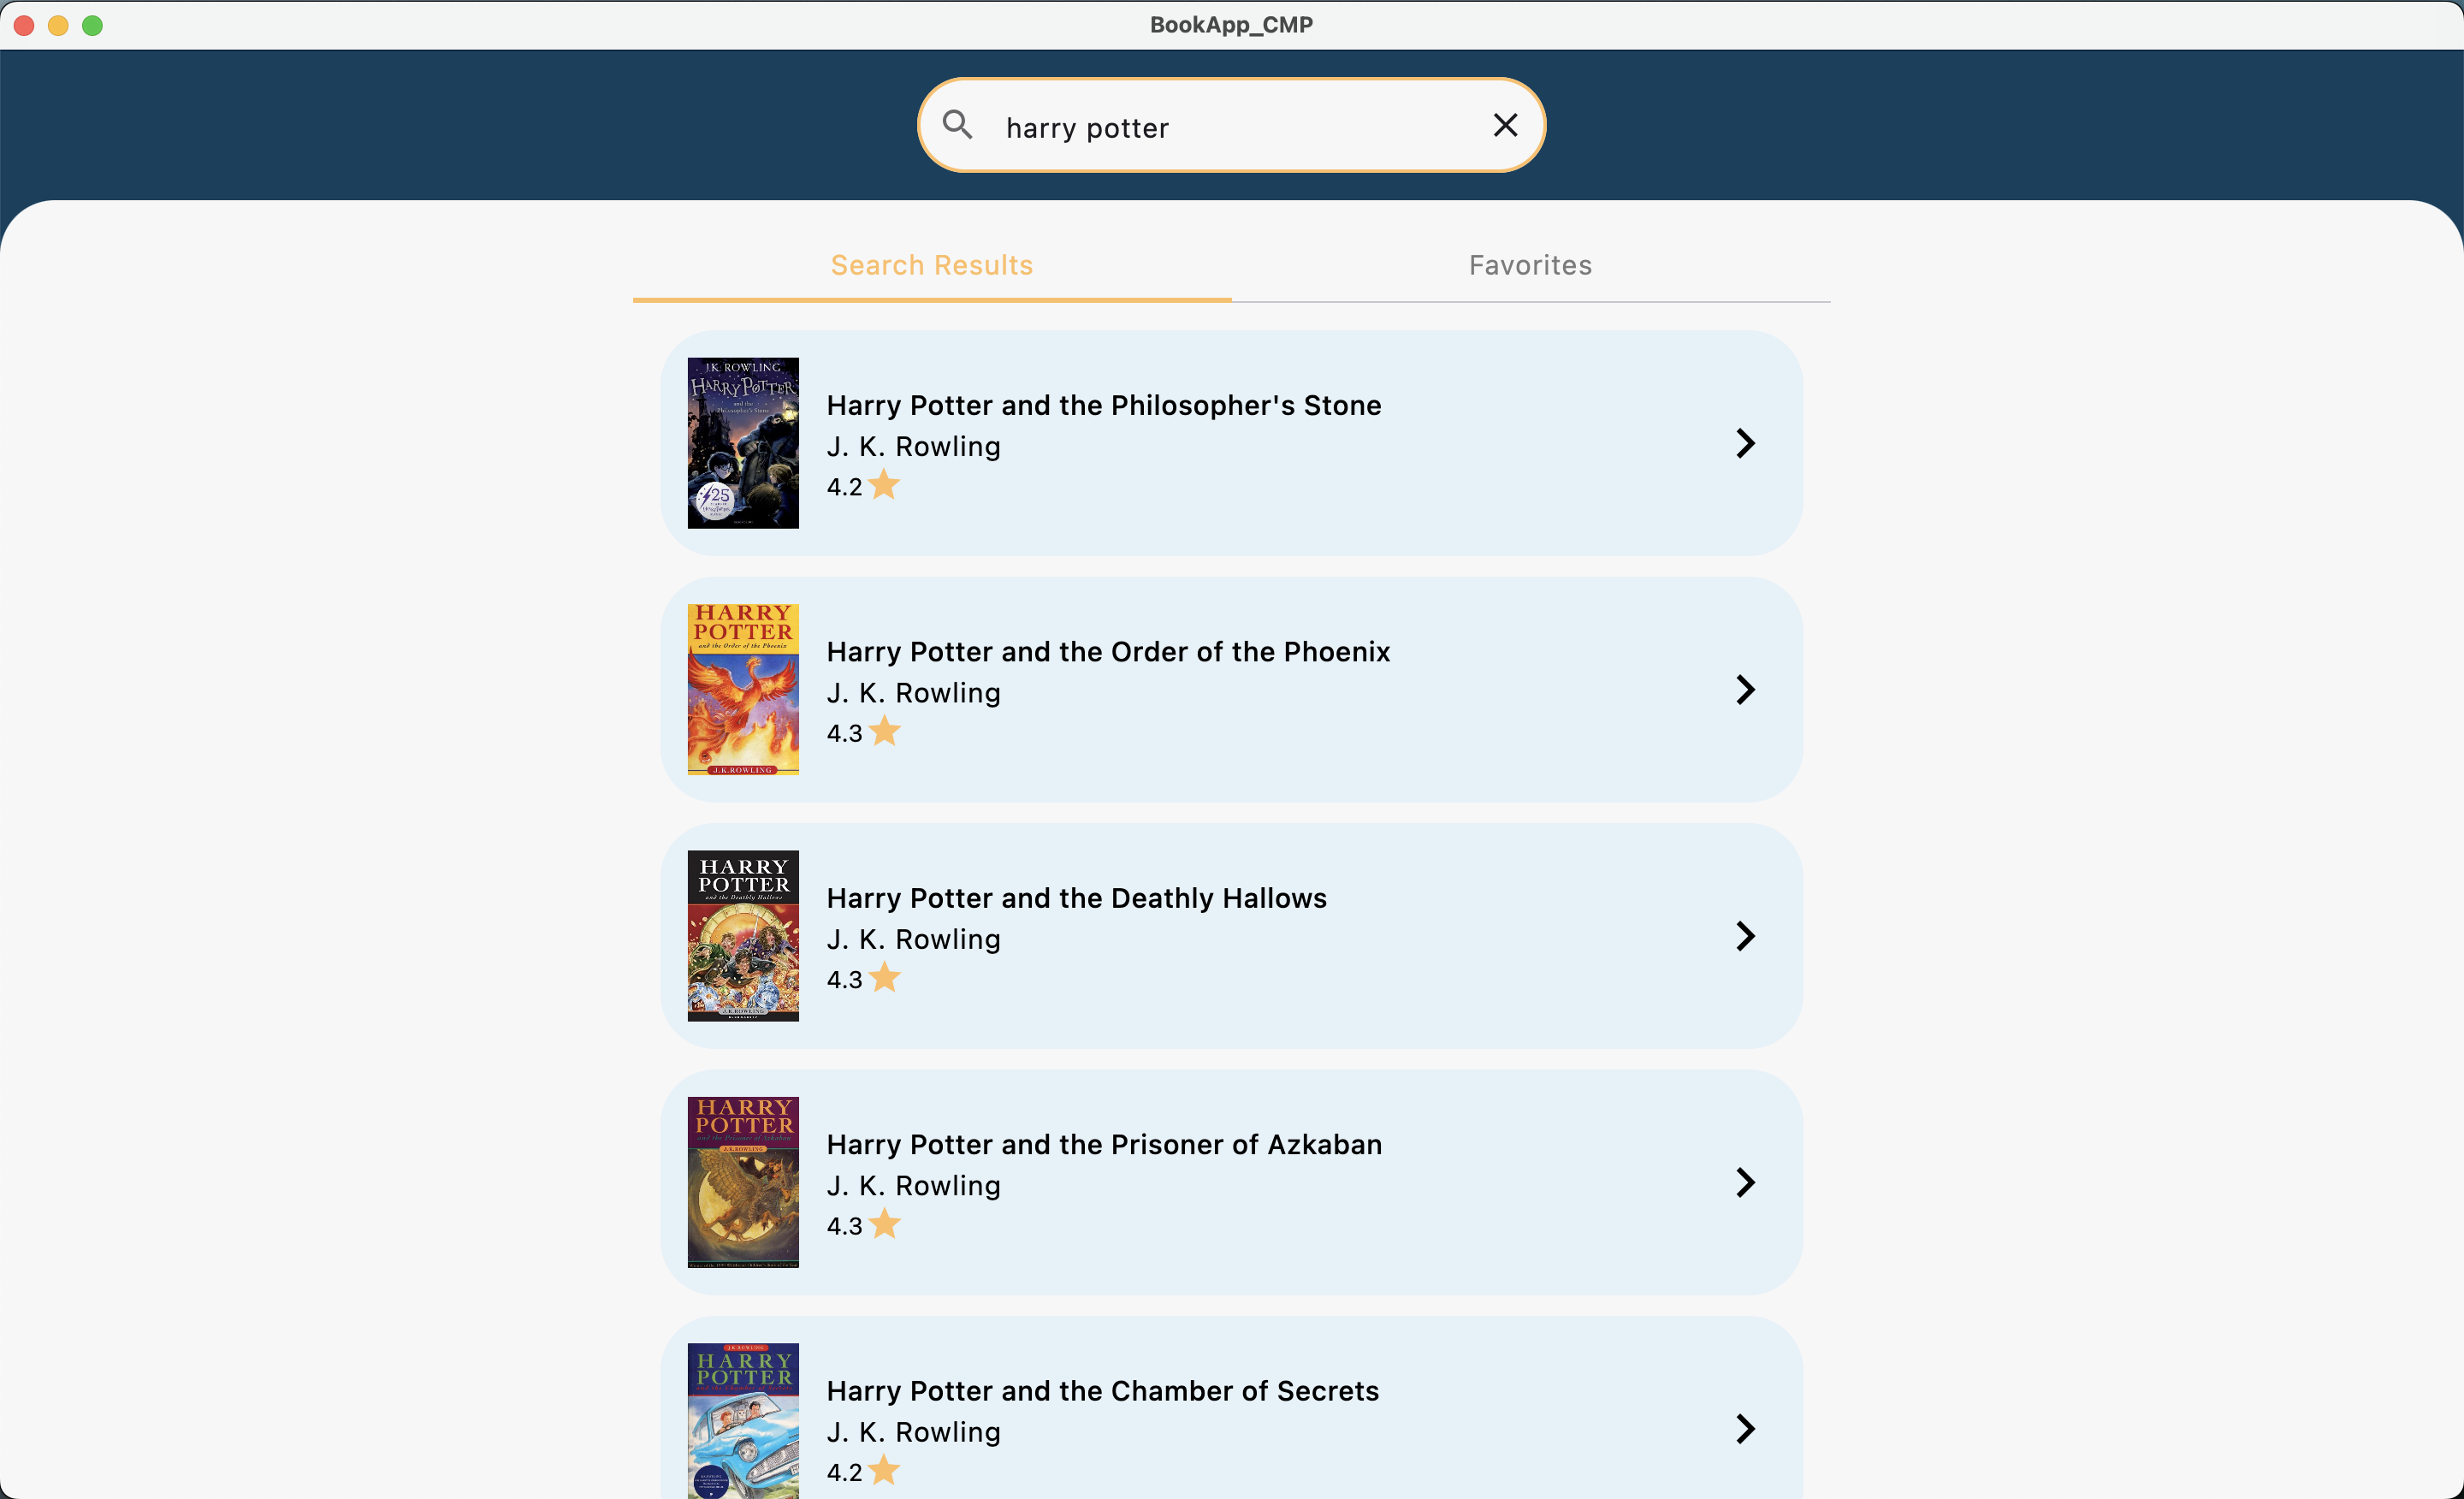 BookApp_CMP
harry potter
Search Results
Favorites
J.K. ROWLING
HARRY POTTER
and the
Philosopher's Stone
25
Harry Potter and the Philosopher's Stone
J. K. Rowling
4.2
HARRY
POTTER
and the Order of the Phoenix
J.K.ROWLING
Harry Potter and the Order of the Phoenix
J. K. Rowling
4.3
HARRY
POTTER
and the Deathly Hallows
J.K.ROWLING
Harry Potter and the Deathly Hallows
J. K. Rowling
4.3
HARRY
POTTER
and the Prisoner of Azkaban
J.K.ROWLING
Harry Potter and the Prisoner of Azkaban
J. K. Rowling
4.3
J.K.ROWLING
HARRY
POTTER
and the Chamber of Secrets
Harry Potter and the Chamber of Secrets
J. K. Rowling
4.2